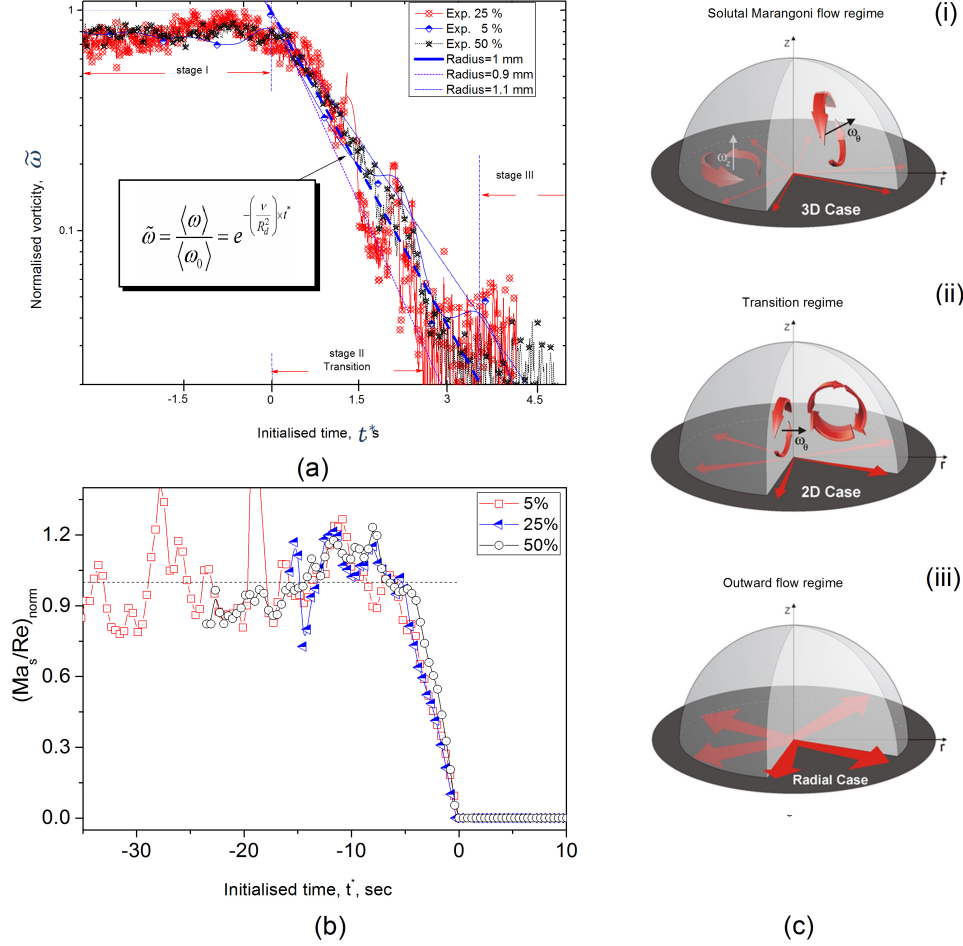 1
0.1
Normalised vorticity, ω̃
Exp. 25 %
Exp. 5 %
Exp. 50 %
Radius=1 mm
Radius=0.9 mm
Radius=1.1 mm
stage I
stage III
ω̃ = ⟨ω⟩ / ⟨ω₀⟩ = e^-(ν/R_d²)×t*
stage II
Transition
-1.5 0 1.5 3 4.5
Initialised time, t*s
(a)
5%
25%
50%
1.2
0.9
0.6
0.3
0.0
(Ma_s/Re)_norm
-30 -20 -10 0 10
Initialised time, t*, sec
(b)
(i)
Solutal Marangoni flow regime
z
ω_θ
ω_z
r
3D Case
(ii)
Transition regime
z
ω_θ
r
2D Case
(iii)
Outward flow regime
z
r
Radial Case
(c)